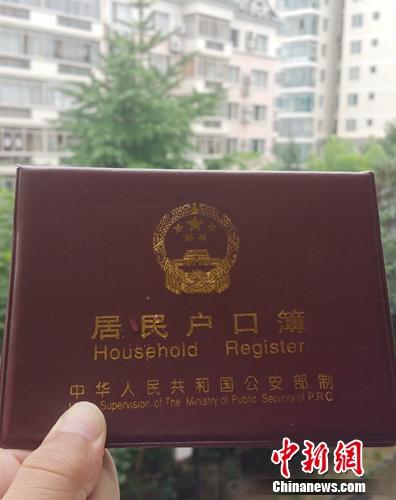 居民户口簿
Household Register
中华人民共和国公安部制
Supervision of The Ministry of Public Security of P.R.C
中新网
Chinanews.com